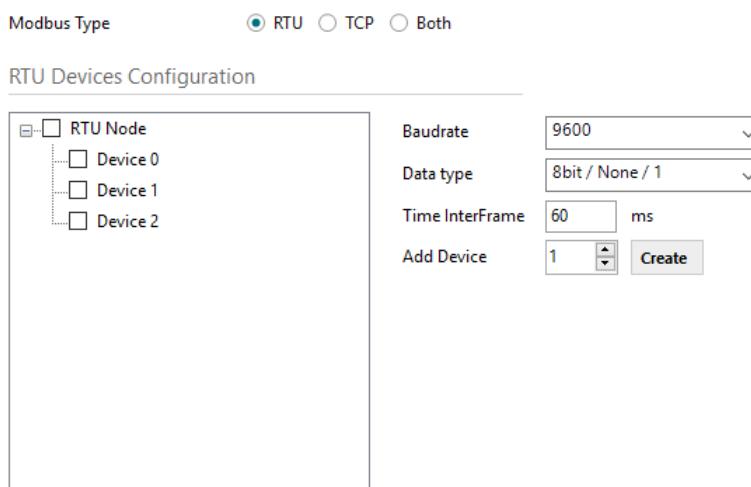 Modbus Type RTU TCP Both
RTU Devices Configuration
RTU Node
Device 0
Device 1
Device 2
Baudrate 9600
Data type 8bit / None / 1
Time InterFrame 60 ms
Add Device 1 Create